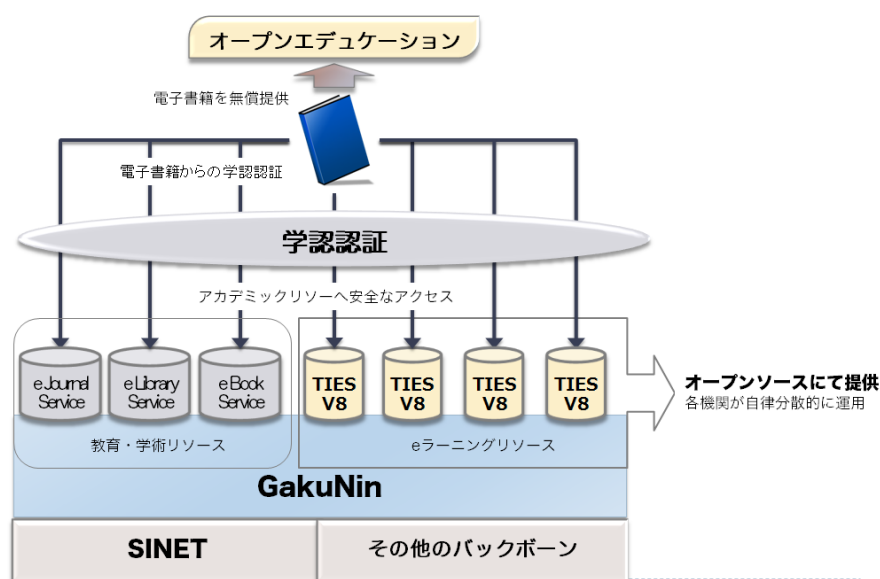 オープンエデュケーション
電子書籍を無償提供
電子書籍からの学認認証
学認認証
アカデミックリソーへ安全なアクセス
eJournal
Service
eLibrary
Service
eBook
Service
TIES
V8
TIES
V8
TIES
V8
TIES
V8
オープンソースにて提供
各機関が自律分散的に運用
教育・学術リソース
eラーニングリソース
GakuNin
SINET
その他のバックボーン